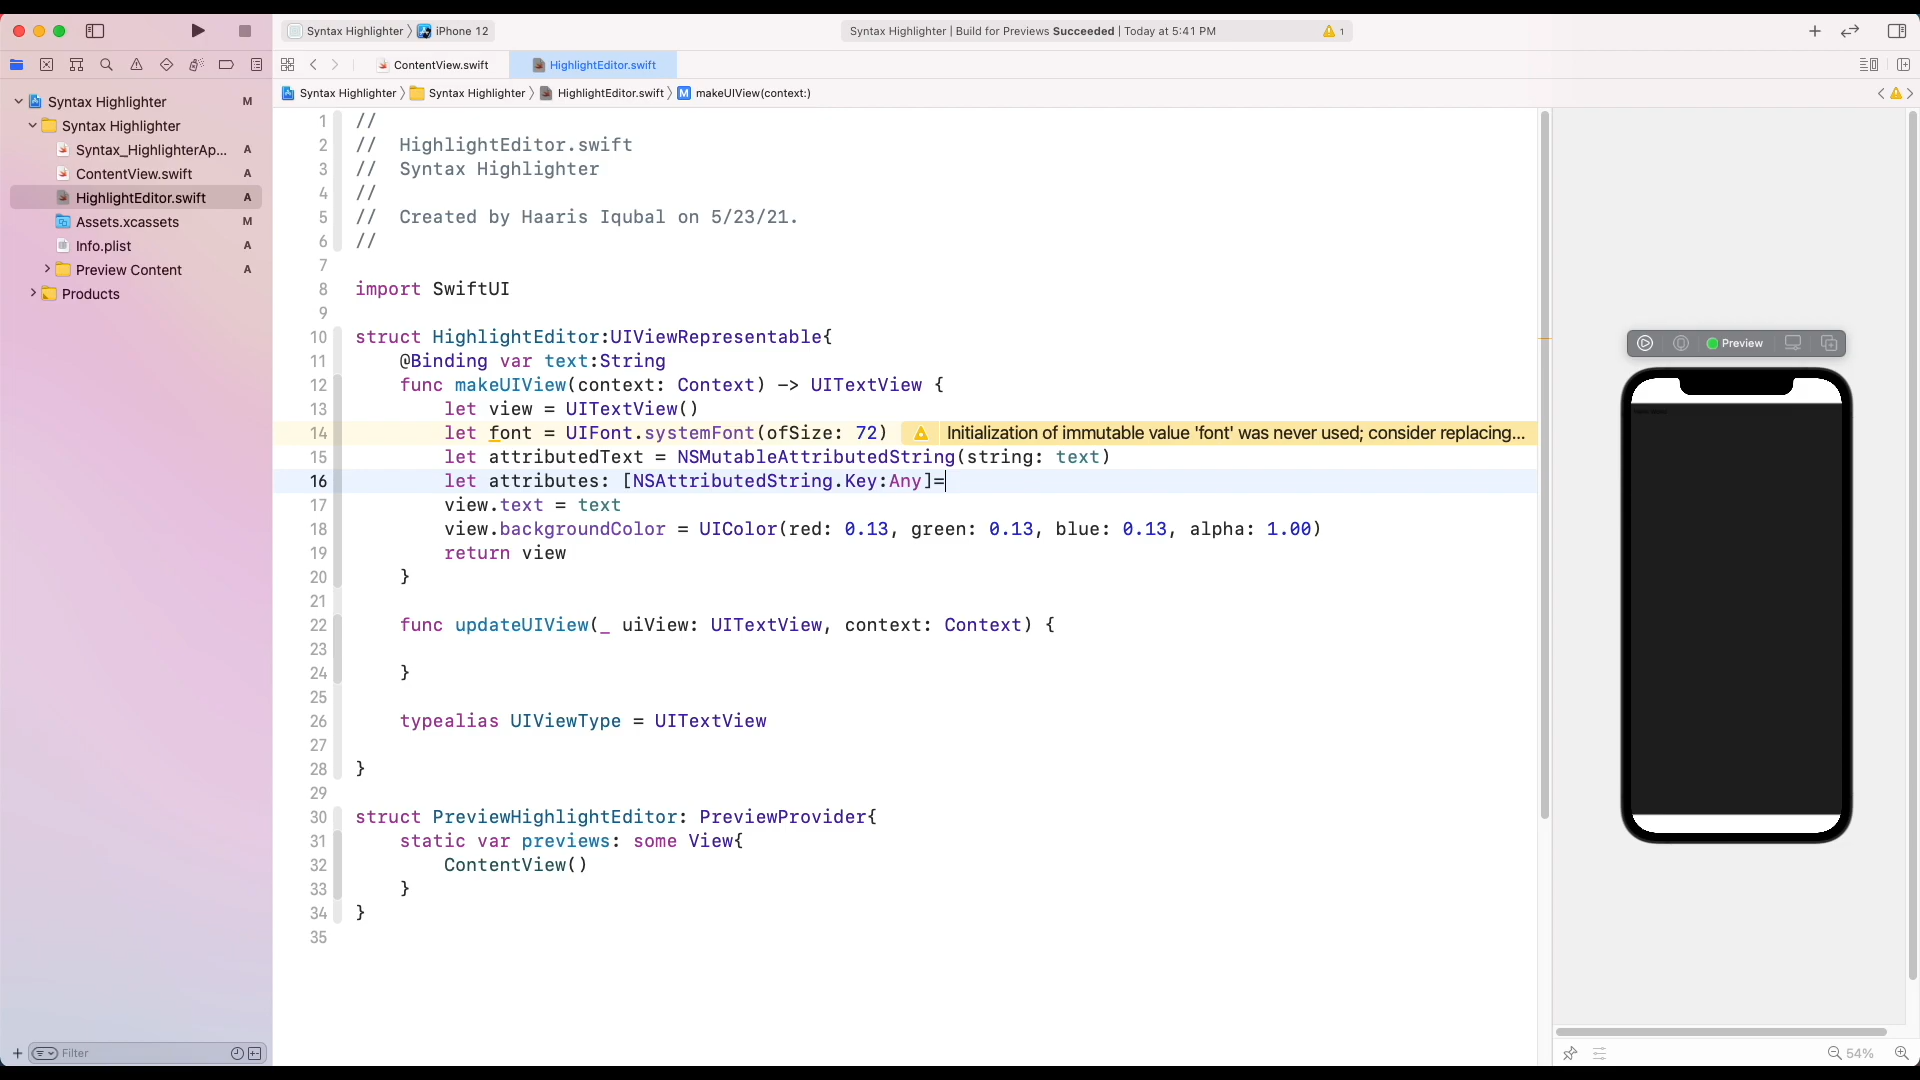 Syntax Highlighter 〉 iPhone 12
Syntax Highlighter | Build for Previews Succeeded | Today at 5:41 PM
1
ContentView.swift
HighlightEditor.swift
Syntax Highlighter 〉 Syntax Highlighter 〉 HighlightEditor.swift 〉 M makeUIView(context:)
Syntax Highlighter M
Syntax Highlighter
Syntax_HighlighterAp... A
ContentView.swift A
HighlightEditor.swift A
Assets.xcassets M
Info.plist A
Preview Content A
Products
Filter
1 //
2 //  HighlightEditor.swift
3 //  Syntax Highlighter
4 //
5 //  Created by Haaris Iqubal on 5/23/21.
6 //
7
8 import SwiftUI
9
10 struct HighlightEditor:UIViewRepresentable{
11     @Binding var text:String
12     func makeUIView(context: Context) -> UITextView {
13         let view = UITextView()
14         let font = UIFont.systemFont(ofSize: 72) Initialization of immutable value 'font' was never used; consider replacing...
15         let attributedText = NSMutableAttributedString(string: text)
16         let attributes: [NSAttributedString.Key:Any]=
17         view.text = text
18         view.backgroundColor = UIColor(red: 0.13, green: 0.13, blue: 0.13, alpha: 1.00)
19         return view
20     }
21
22     func updateUIView(_ uiView: UITextView, context: Context) {
23
24     }
25
26     typealias UIViewType = UITextView
27
28 }
29
30 struct PreviewHighlightEditor: PreviewProvider{
31     static var previews: some View{
32         ContentView()
33     }
34 }
35
Preview
54%